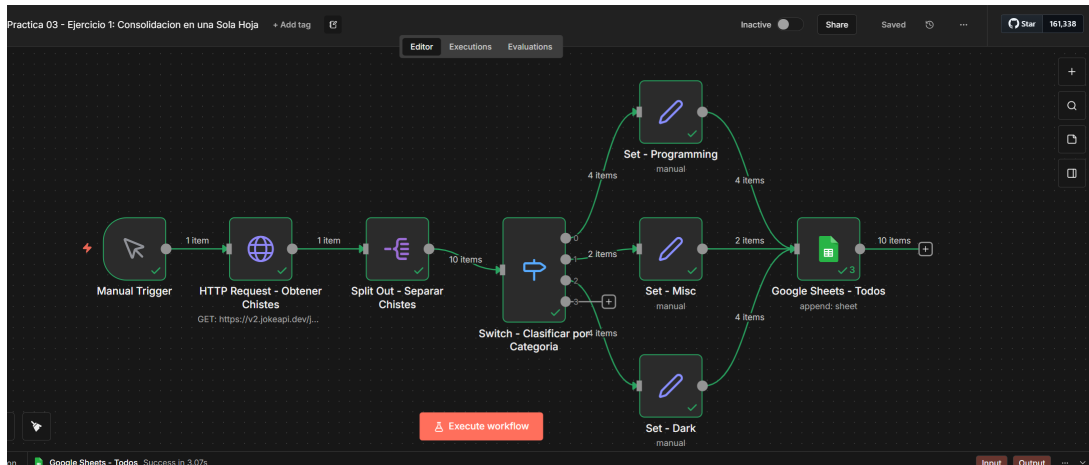 Practica 03 - Ejercicio 1: Consolidacion en una Sola Hoja + Add tag Inactive Share Saved ... Star 161,338
Editor Executions Evaluations
Set - Programming
manual
4 items
4 items
1 item
1 item
10 items
0
1
2
3
2 items
2 items
10 items
3
Manual Trigger
HTTP Request - Obtener
Chistes
GET: https://v2.jokeapi.dev/j...
Split Out - Separar
Chistes
Set - Misc
manual
Google Sheets - Todos
append: sheet
4 items
Switch - Clasificar por
Categoria
4 items
Set - Dark
manual
Execute workflow
Google Sheets - Todos Success in 3.07s Input Output ...